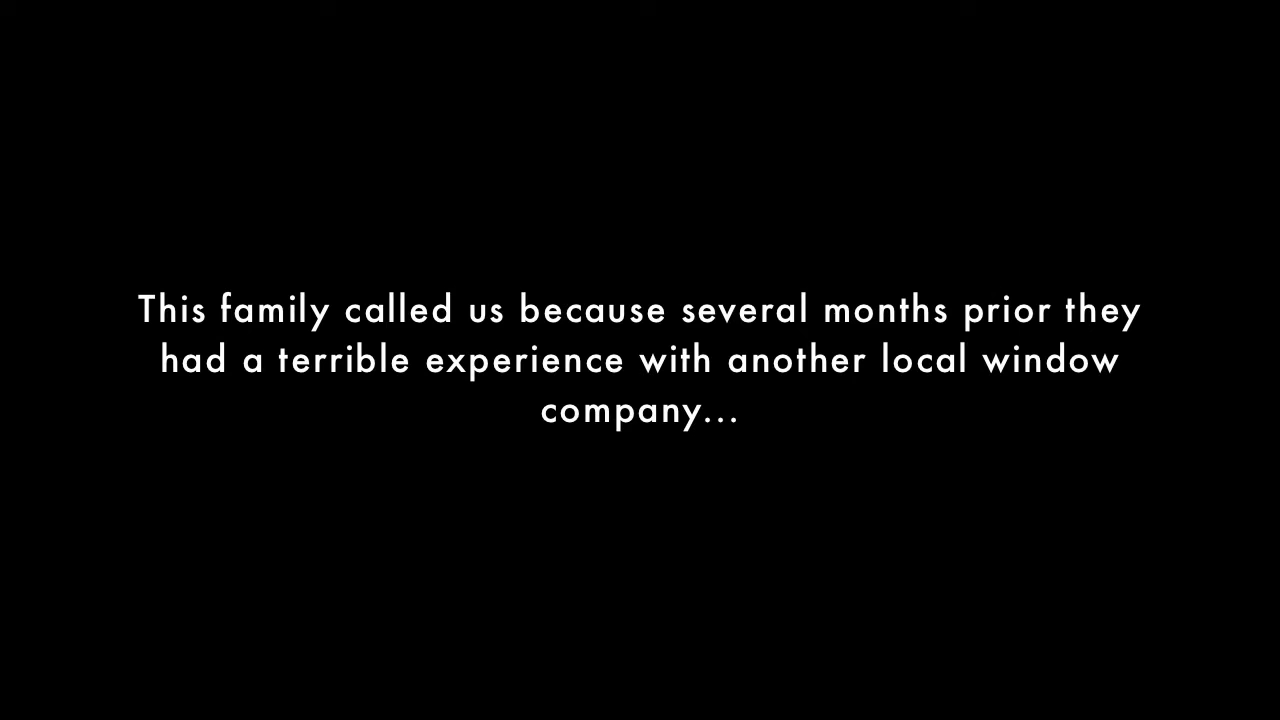 This family called us because several months prior they
had a terrible experience with another local window
company...